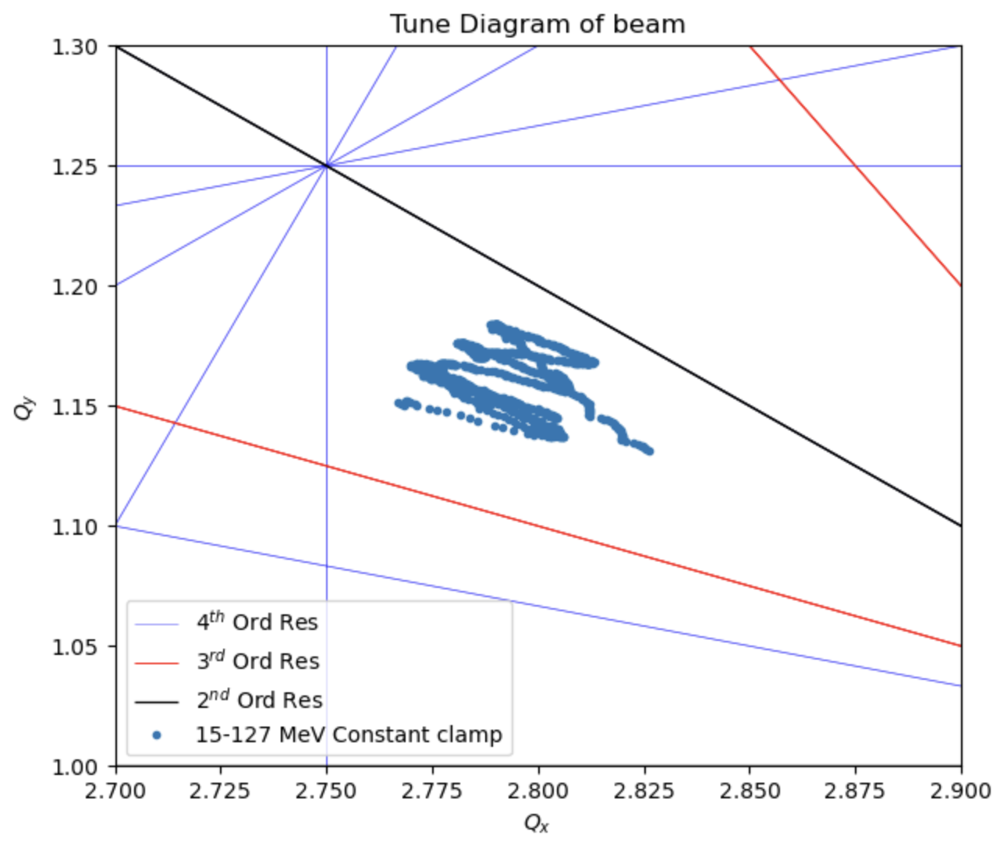 Tune Diagram of beam
1.30
1.25
1.20
1.15
1.10
1.05
1.00
Qy
4th Ord Res
3rd Ord Res
2nd Ord Res
15-127 MeV Constant clamp
2.700 2.725 2.750 2.775 2.800 2.825 2.850 2.875 2.900
Qx